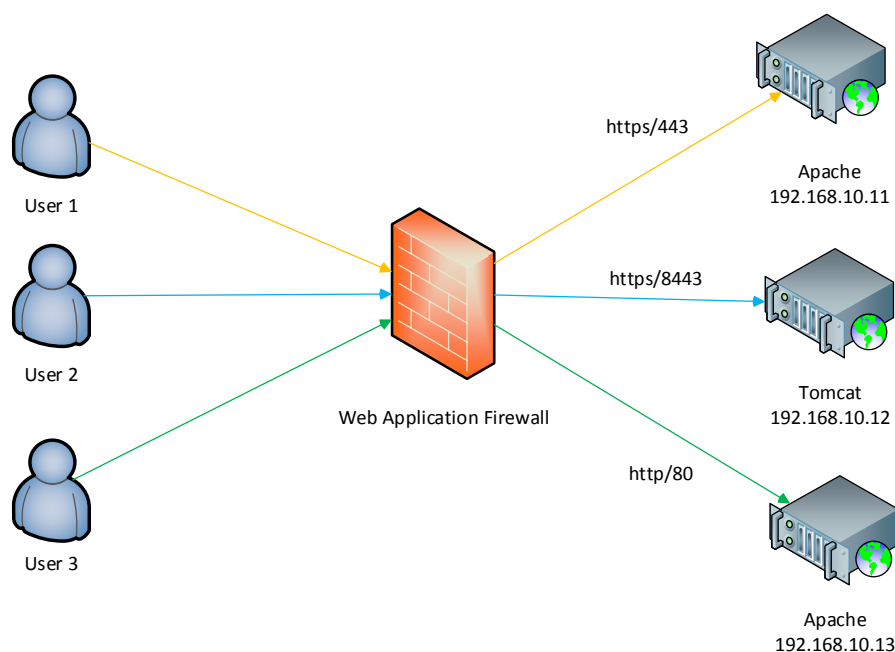 User 1
User 2
User 3
Web Application Firewall
https/443
https/8443
http/80
Apache
192.168.10.11
Tomcat
192.168.10.12
Apache
192.168.10.13